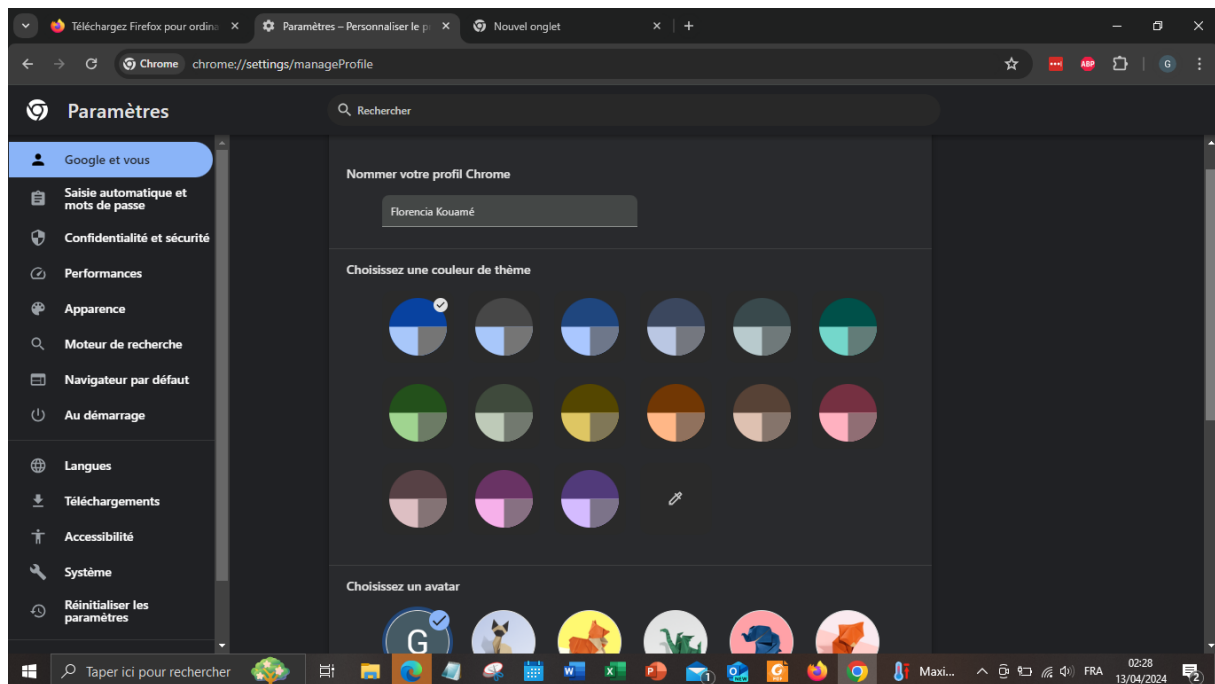 Téléchargez Firefox pour ordina
Paramètres – Personnaliser le p
Nouvel onglet
Chrome
chrome://settings/manageProfile
ABP
G
Paramètres
Rechercher
Google et vous
Saisie automatique et
mots de passe
Confidentialité et sécurité
Performances
Apparence
Moteur de recherche
Navigateur par défaut
Au démarrage
Langues
Téléchargements
Accessibilité
Système
Réinitialiser les
paramètres
Nommer votre profil Chrome
Florencia Kouamé
Choisissez une couleur de thème
Choisissez un avatar
G
Taper ici pour rechercher
Maxi...
FRA
02:28
13/04/2024
2